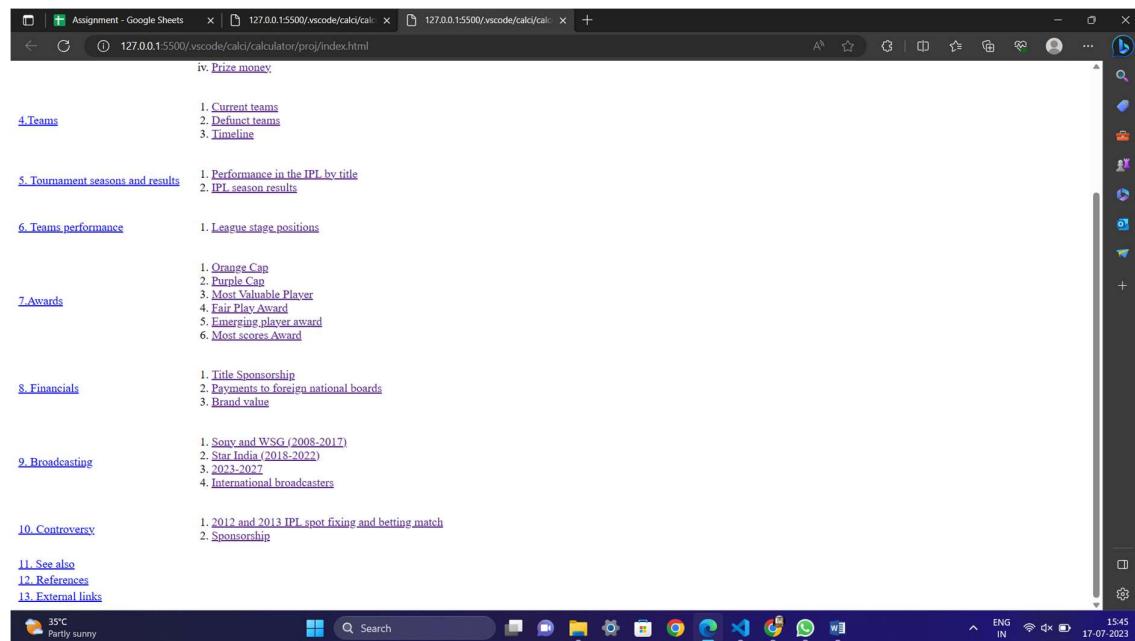 Assignment - Google Sheets
127.0.0.1:5500/.vscode/calci/calc
127.0.0.1:5500/.vscode/calci/calc
127.0.0.1:5500/.vscode/calci/calculator/proj/index.html
iv. Prize money
1. Current teams
4.Teams 2. Defunct teams
3. Timeline
5. Tournament seasons and results 1. Performance in the IPL by title
2. IPL season results
6. Teams performance 1. League stage positions
1. Orange Cap
2. Purple Cap
7.Awards 3. Most Valuable Player
4. Fair Play Award
5. Emerging player award
6. Most scores Award
1. Title Sponsorship
8. Financials 2. Payments to foreign national boards
3. Brand value
1. Sony and WSG (2008-2017)
9. Broadcasting 2. Star India (2018-2022)
3. 2023-2027
4. International broadcasters
10. Controversy 1. 2012 and 2013 IPL spot fixing and betting match
2. Sponsorship
11. See also
12. References
13. External links
35°C
Partly sunny
Search
ENG
IN
15:45
17-07-2023